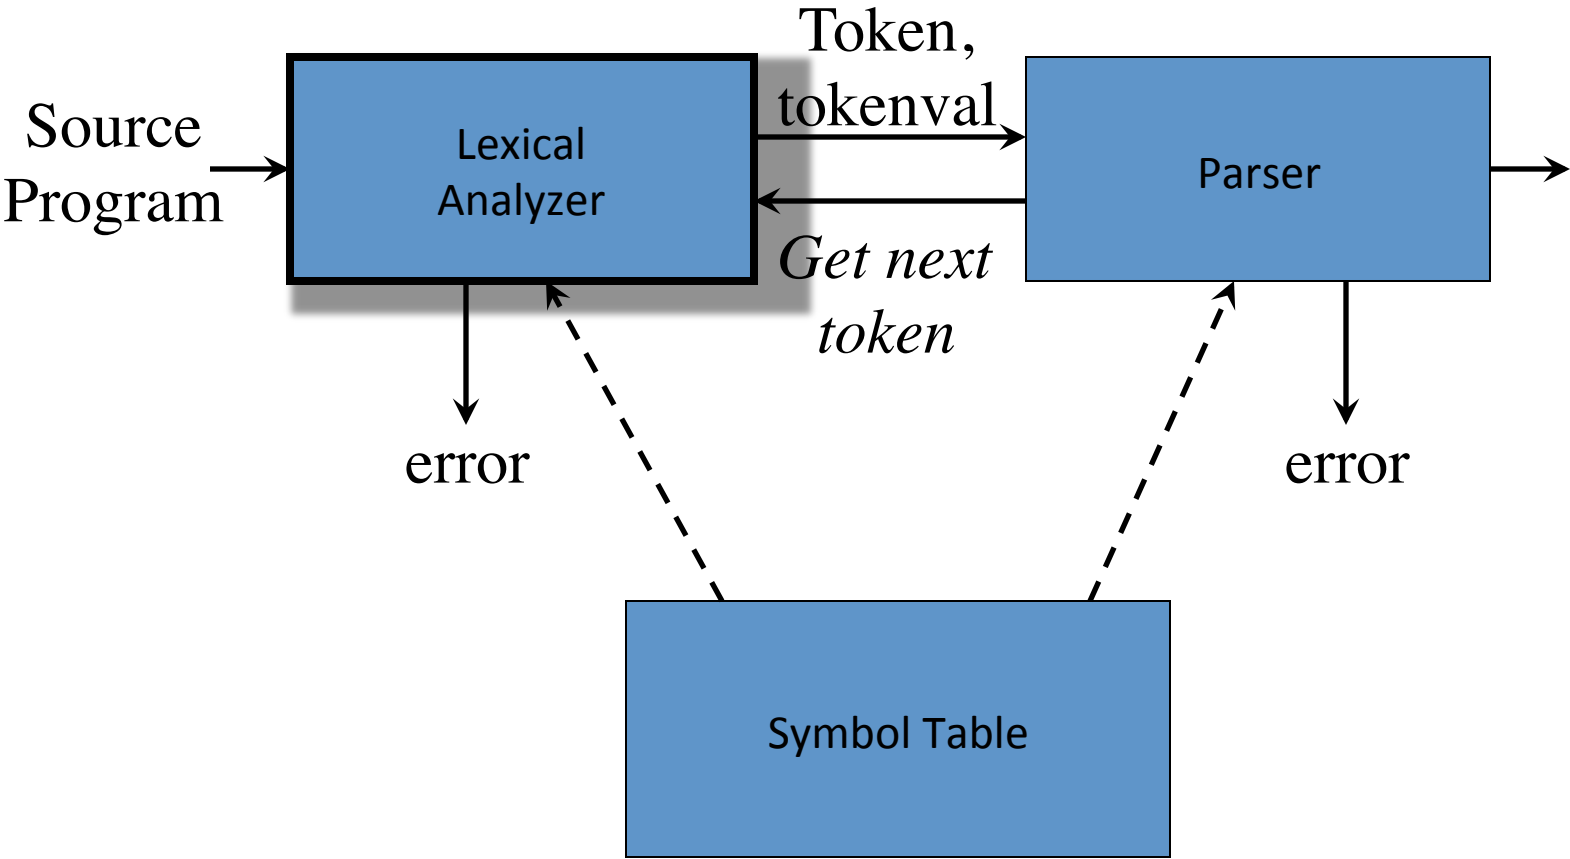 Source
Program
Lexical
Analyzer
Token,
tokenval
Get next
token
Parser
error
error
Symbol Table